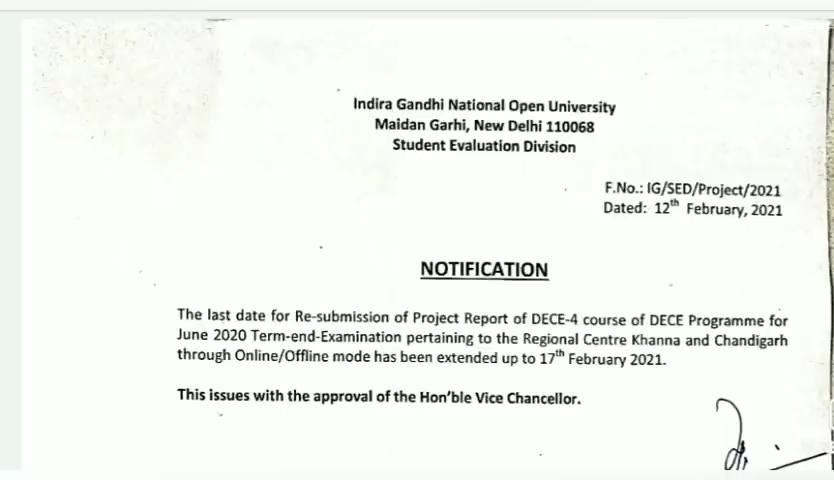 Indira Gandhi National Open University
Maidan Garhi, New Delhi 110068
Student Evaluation Division
F.No.: IG/SED/Project/2021
Dated: 12th February, 2021
NOTIFICATION
The last date for Re-submission of Project Report of DECE-4 course of DECE Programme for
June 2020 Term-end-Examination pertaining to the Regional Centre Khanna and Chandigarh
through Online/Offline mode has been extended up to 17th February 2021.
This issues with the approval of the Hon'ble Vice Chancellor.